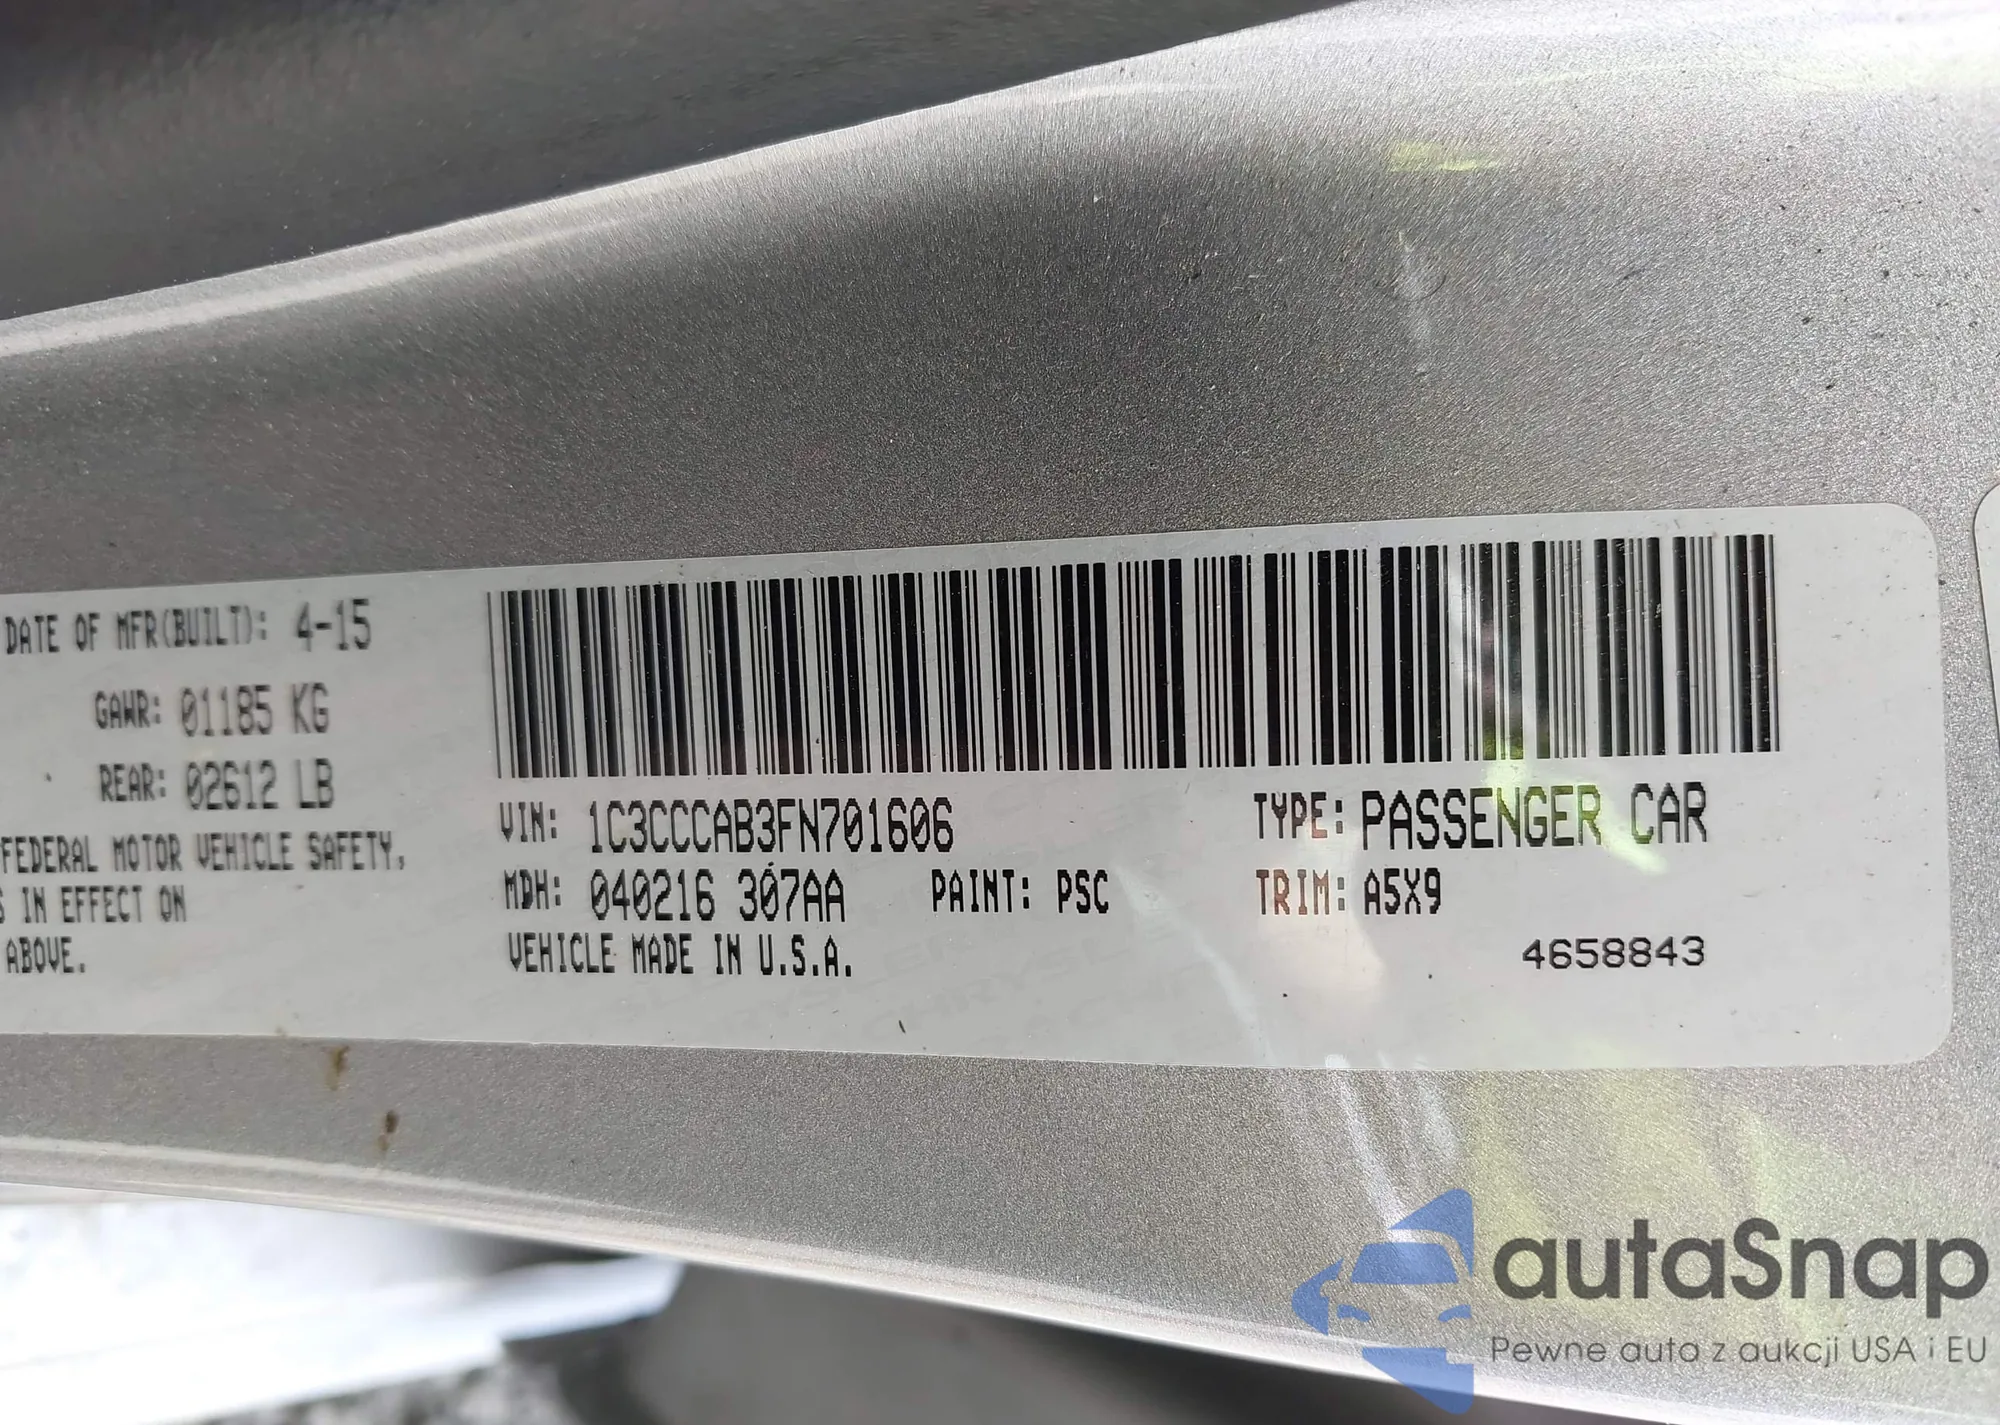 DATE OF MFR(BUILT): 4-15
GAWR: 01185 KG
REAR: 02612 LB
FEDERAL MOTOR VEHICLE SAFETY,
S IN EFFECT ON
ABOVE.
VIN: 1C3CCCAB3FN701606
TYPE: PASSENGER CAR
MDH: 040216 307AA
PAINT: PSC
TRIM: A5X9
VEHICLE MADE IN U.S.A.
4658843
autaSnap
Pewne auta z aukcji USA i EU